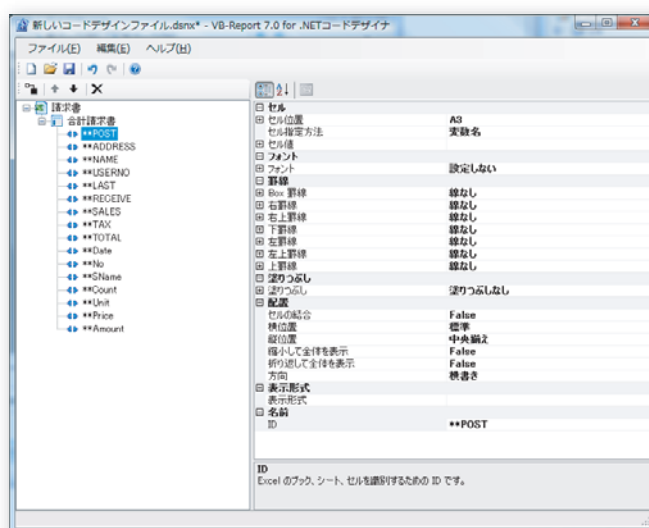 新しいコードデザインファイル.dsnx* - VB-Report 7.0 for .NETコードデザイナ
ファイル(F) 編集(E) ヘルプ(H)
請求書
合計請求書
**POST
**ADDRESS
**NAME
**USERNO
**LAST
**RECEIVE
**SALES
**TAX
**TOTAL
**Date
**No
**SName
**Count
**Unit
**Price
**Amount
セル
セル位置 A3
セル指定方法 変数名
セル値
フォント
フォント 設定しない
罫線
Box 罫線 線なし
右罫線 線なし
右上罫線 線なし
下罫線 線なし
左罫線 線なし
左上罫線 線なし
上罫線 線なし
塗りつぶし
塗りつぶし 塗りつぶしなし
配置
セルの結合 False
横位置 標準
縦位置 中央揃え
縮小して全体を表示 False
折り返して全体を表示 False
方向 横書き
表示形式
表示形式
名前
ID **POST
ID
Excel のブック、シート、セルを識別するための ID です。